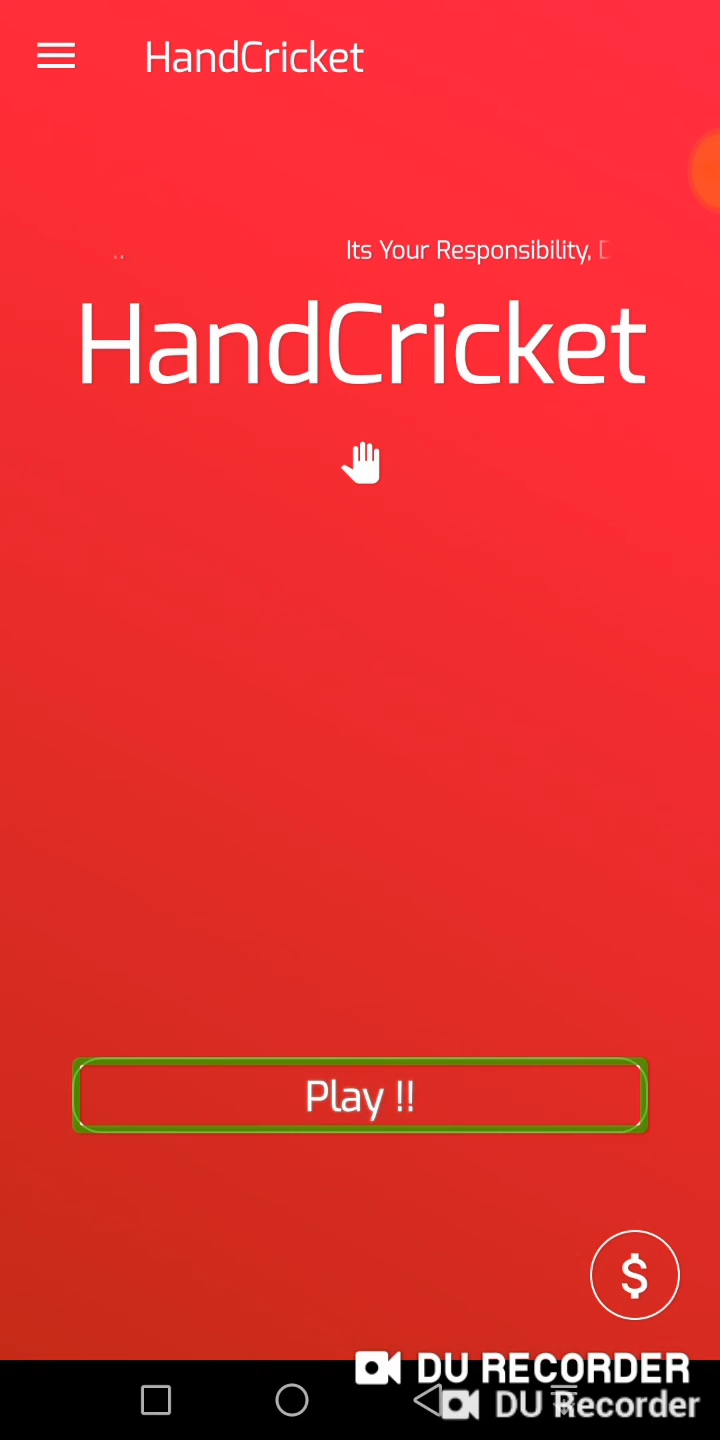 HandCricket
.. Its Your Responsibility,
HandCricket
Play !!
$
DU RECORDER
DU Recorder